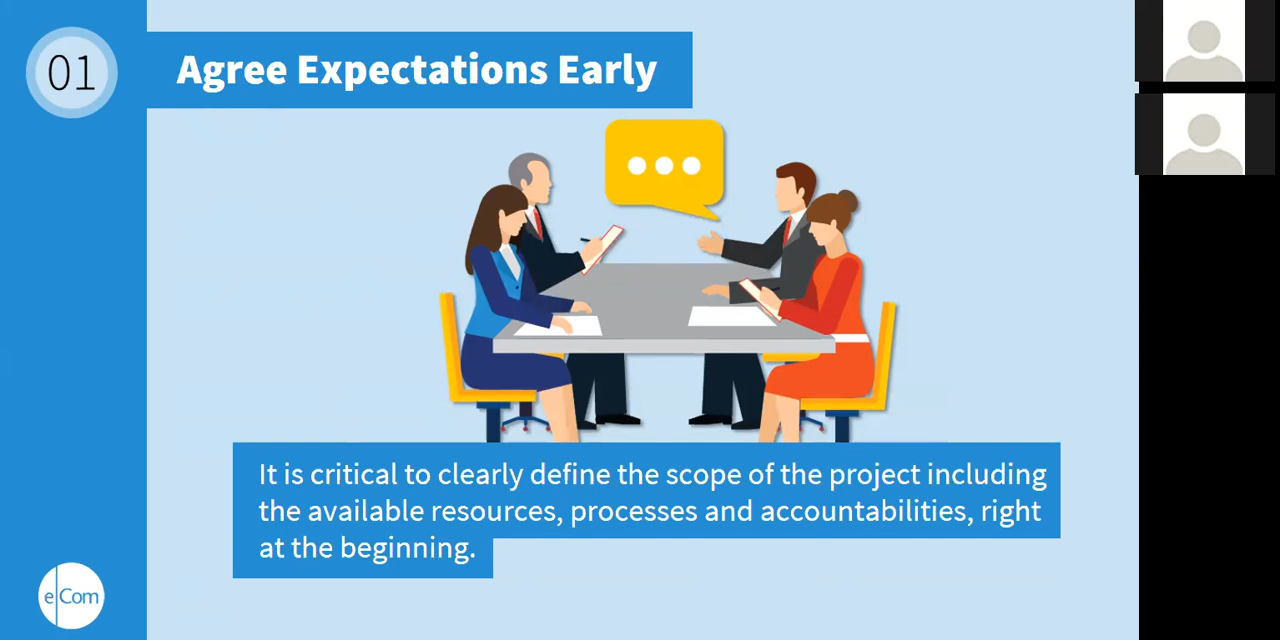 01
Agree Expectations Early
It is critical to clearly define the scope of the project including
the available resources, processes and accountabilities, right
at the beginning.
e Com